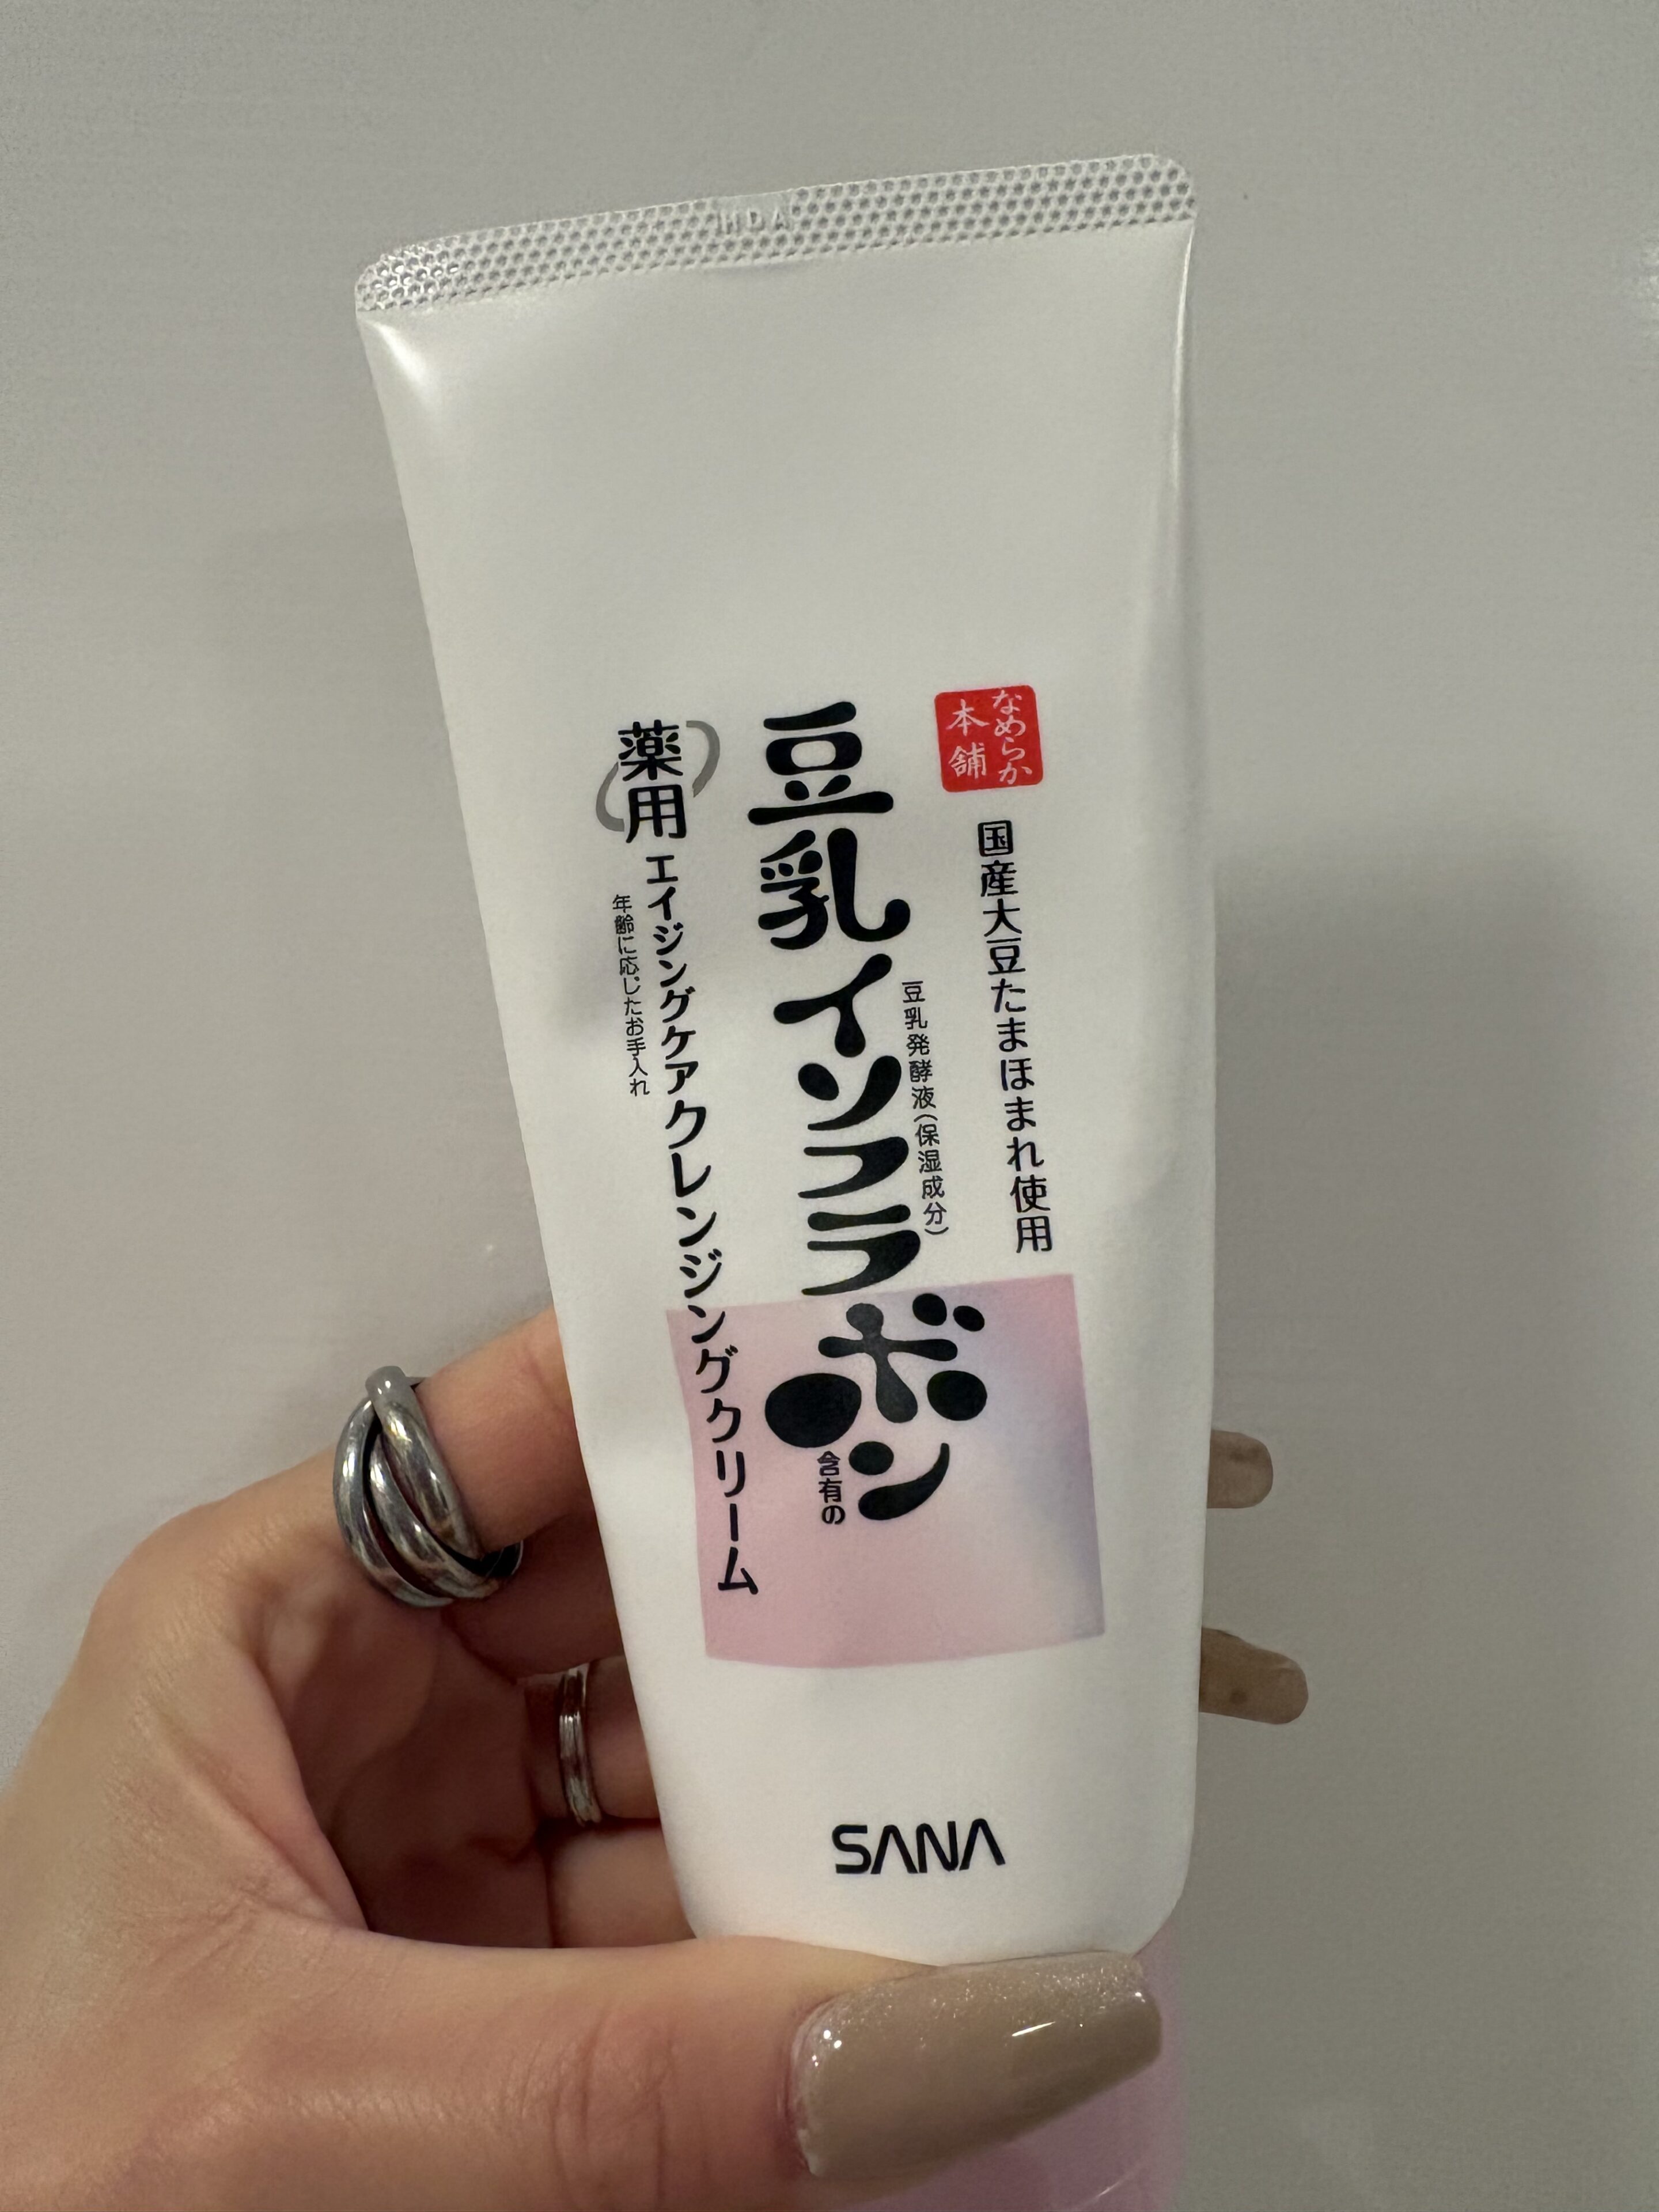 HDA
なめらか
本舗
国産大豆たまほまれ使用
豆乳発酵液(保湿成分)
豆乳イソフラボン
含有の
薬用エイジングケアクレンジングクリーム
年齢に応じたお手入れ
SANA